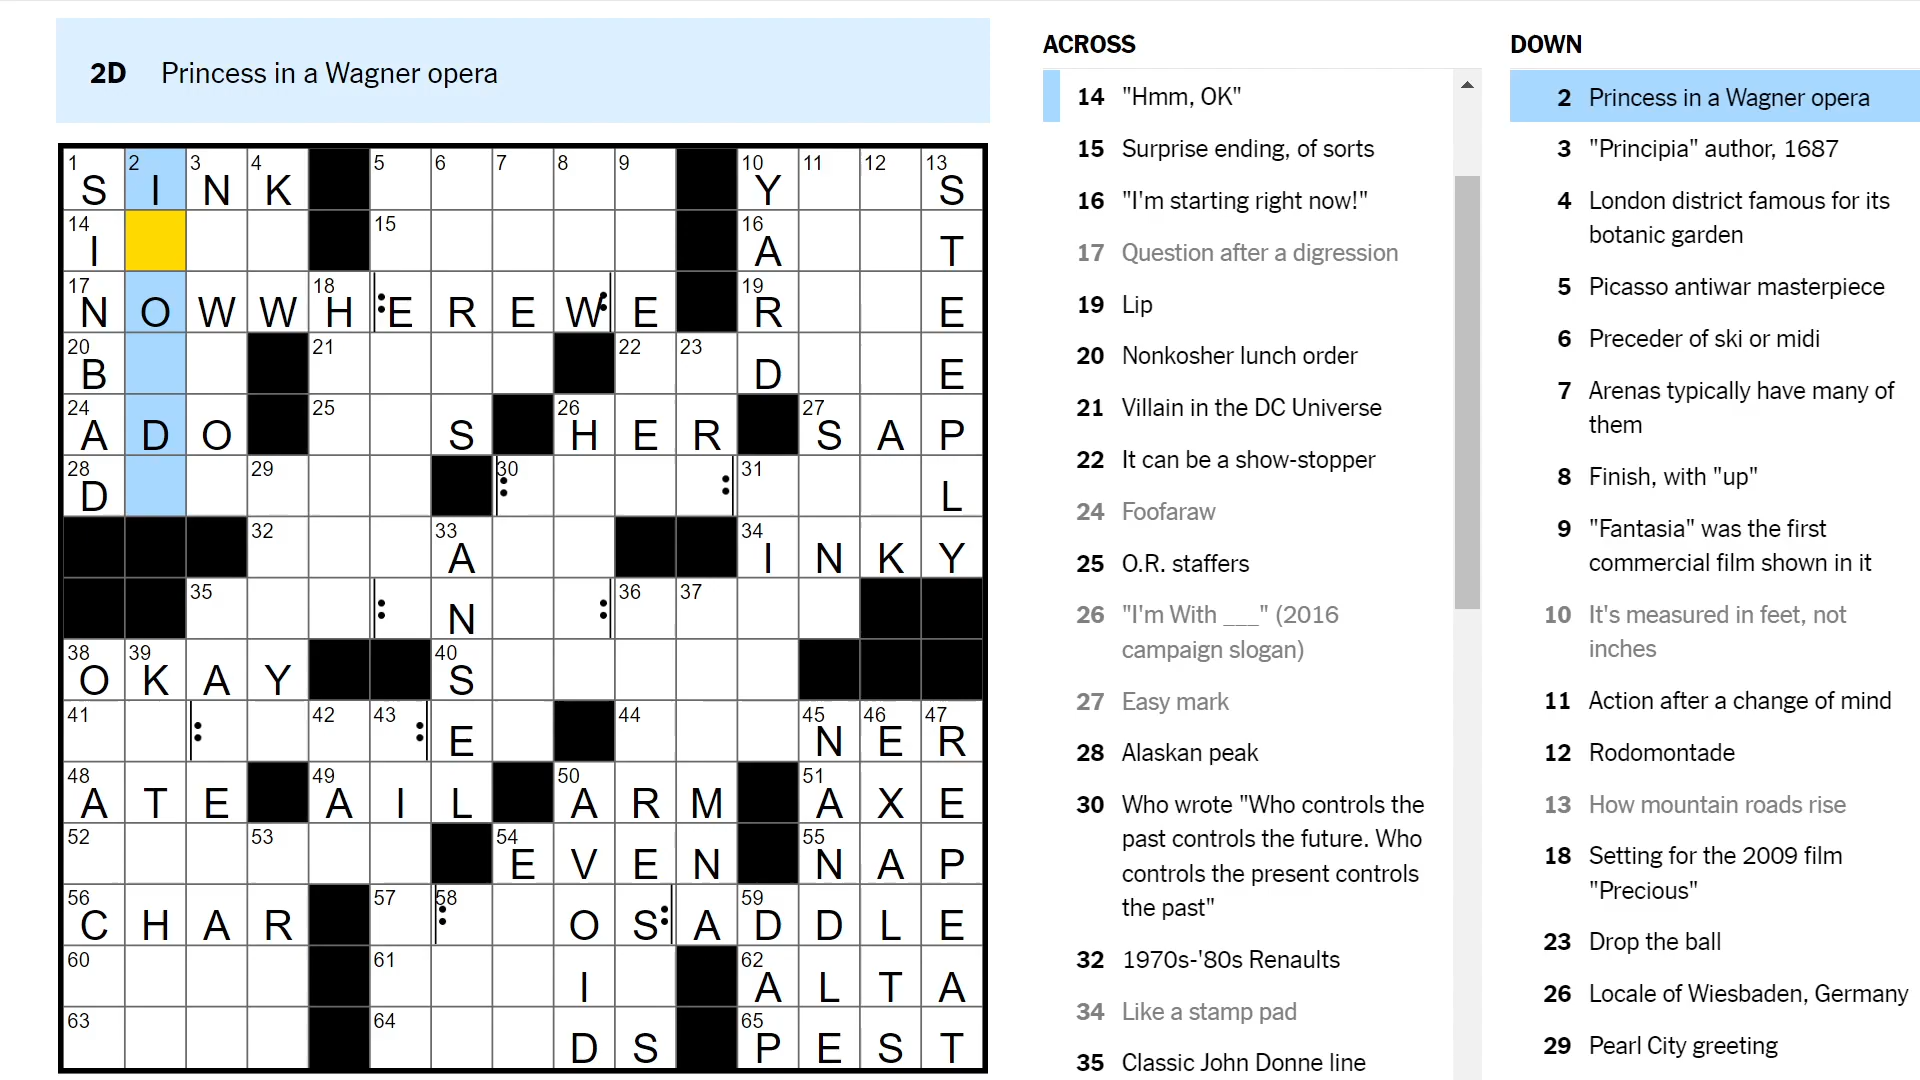 2D Princess in a Wagner opera
1 2 3 4 5 6 7 8 9 10 11 12 13
S I N K Y S
14 15 16
I A T
17 18 19
N O W W H E R E W E R E
20 21 22 23
B D E
24 25 26 27
A D O S H E R S A P
28 29 30 31
D L
32 33 34
A I N K Y
35 36 37
N
38 39 40
O K A Y S
41 42 43 44 45 46 47
E N E R
48 49 50 51
A T E A I L A R M A X E
52 53 54 55
E V E N N A P
56 57 58 59
C H A R O S A D D L E
60 61 62
I A L T A
63 64 65
D S P E S T
ACROSS
14 "Hmm, OK"
15 Surprise ending, of sorts
16 "I'm starting right now!"
17 Question after a digression
19 Lip
20 Nonkosher lunch order
21 Villain in the DC Universe
22 It can be a show-stopper
24 Foofaraw
25 O.R. staffers
26 "I'm With ___" (2016
campaign slogan)
27 Easy mark
28 Alaskan peak
30 Who wrote "Who controls the
past controls the future. Who
controls the present controls
the past"
32 1970s-'80s Renaults
34 Like a stamp pad
35 Classic John Donne line
DOWN
2 Princess in a Wagner opera
3 "Principia" author, 1687
4 London district famous for its
botanic garden
5 Picasso antiwar masterpiece
6 Preceder of ski or midi
7 Arenas typically have many of
them
8 Finish, with "up"
9 "Fantasia" was the first
commercial film shown in it
10 It's measured in feet, not
inches
11 Action after a change of mind
12 Rodomontade
13 How mountain roads rise
18 Setting for the 2009 film
"Precious"
23 Drop the ball
26 Locale of Wiesbaden, Germany
29 Pearl City greeting